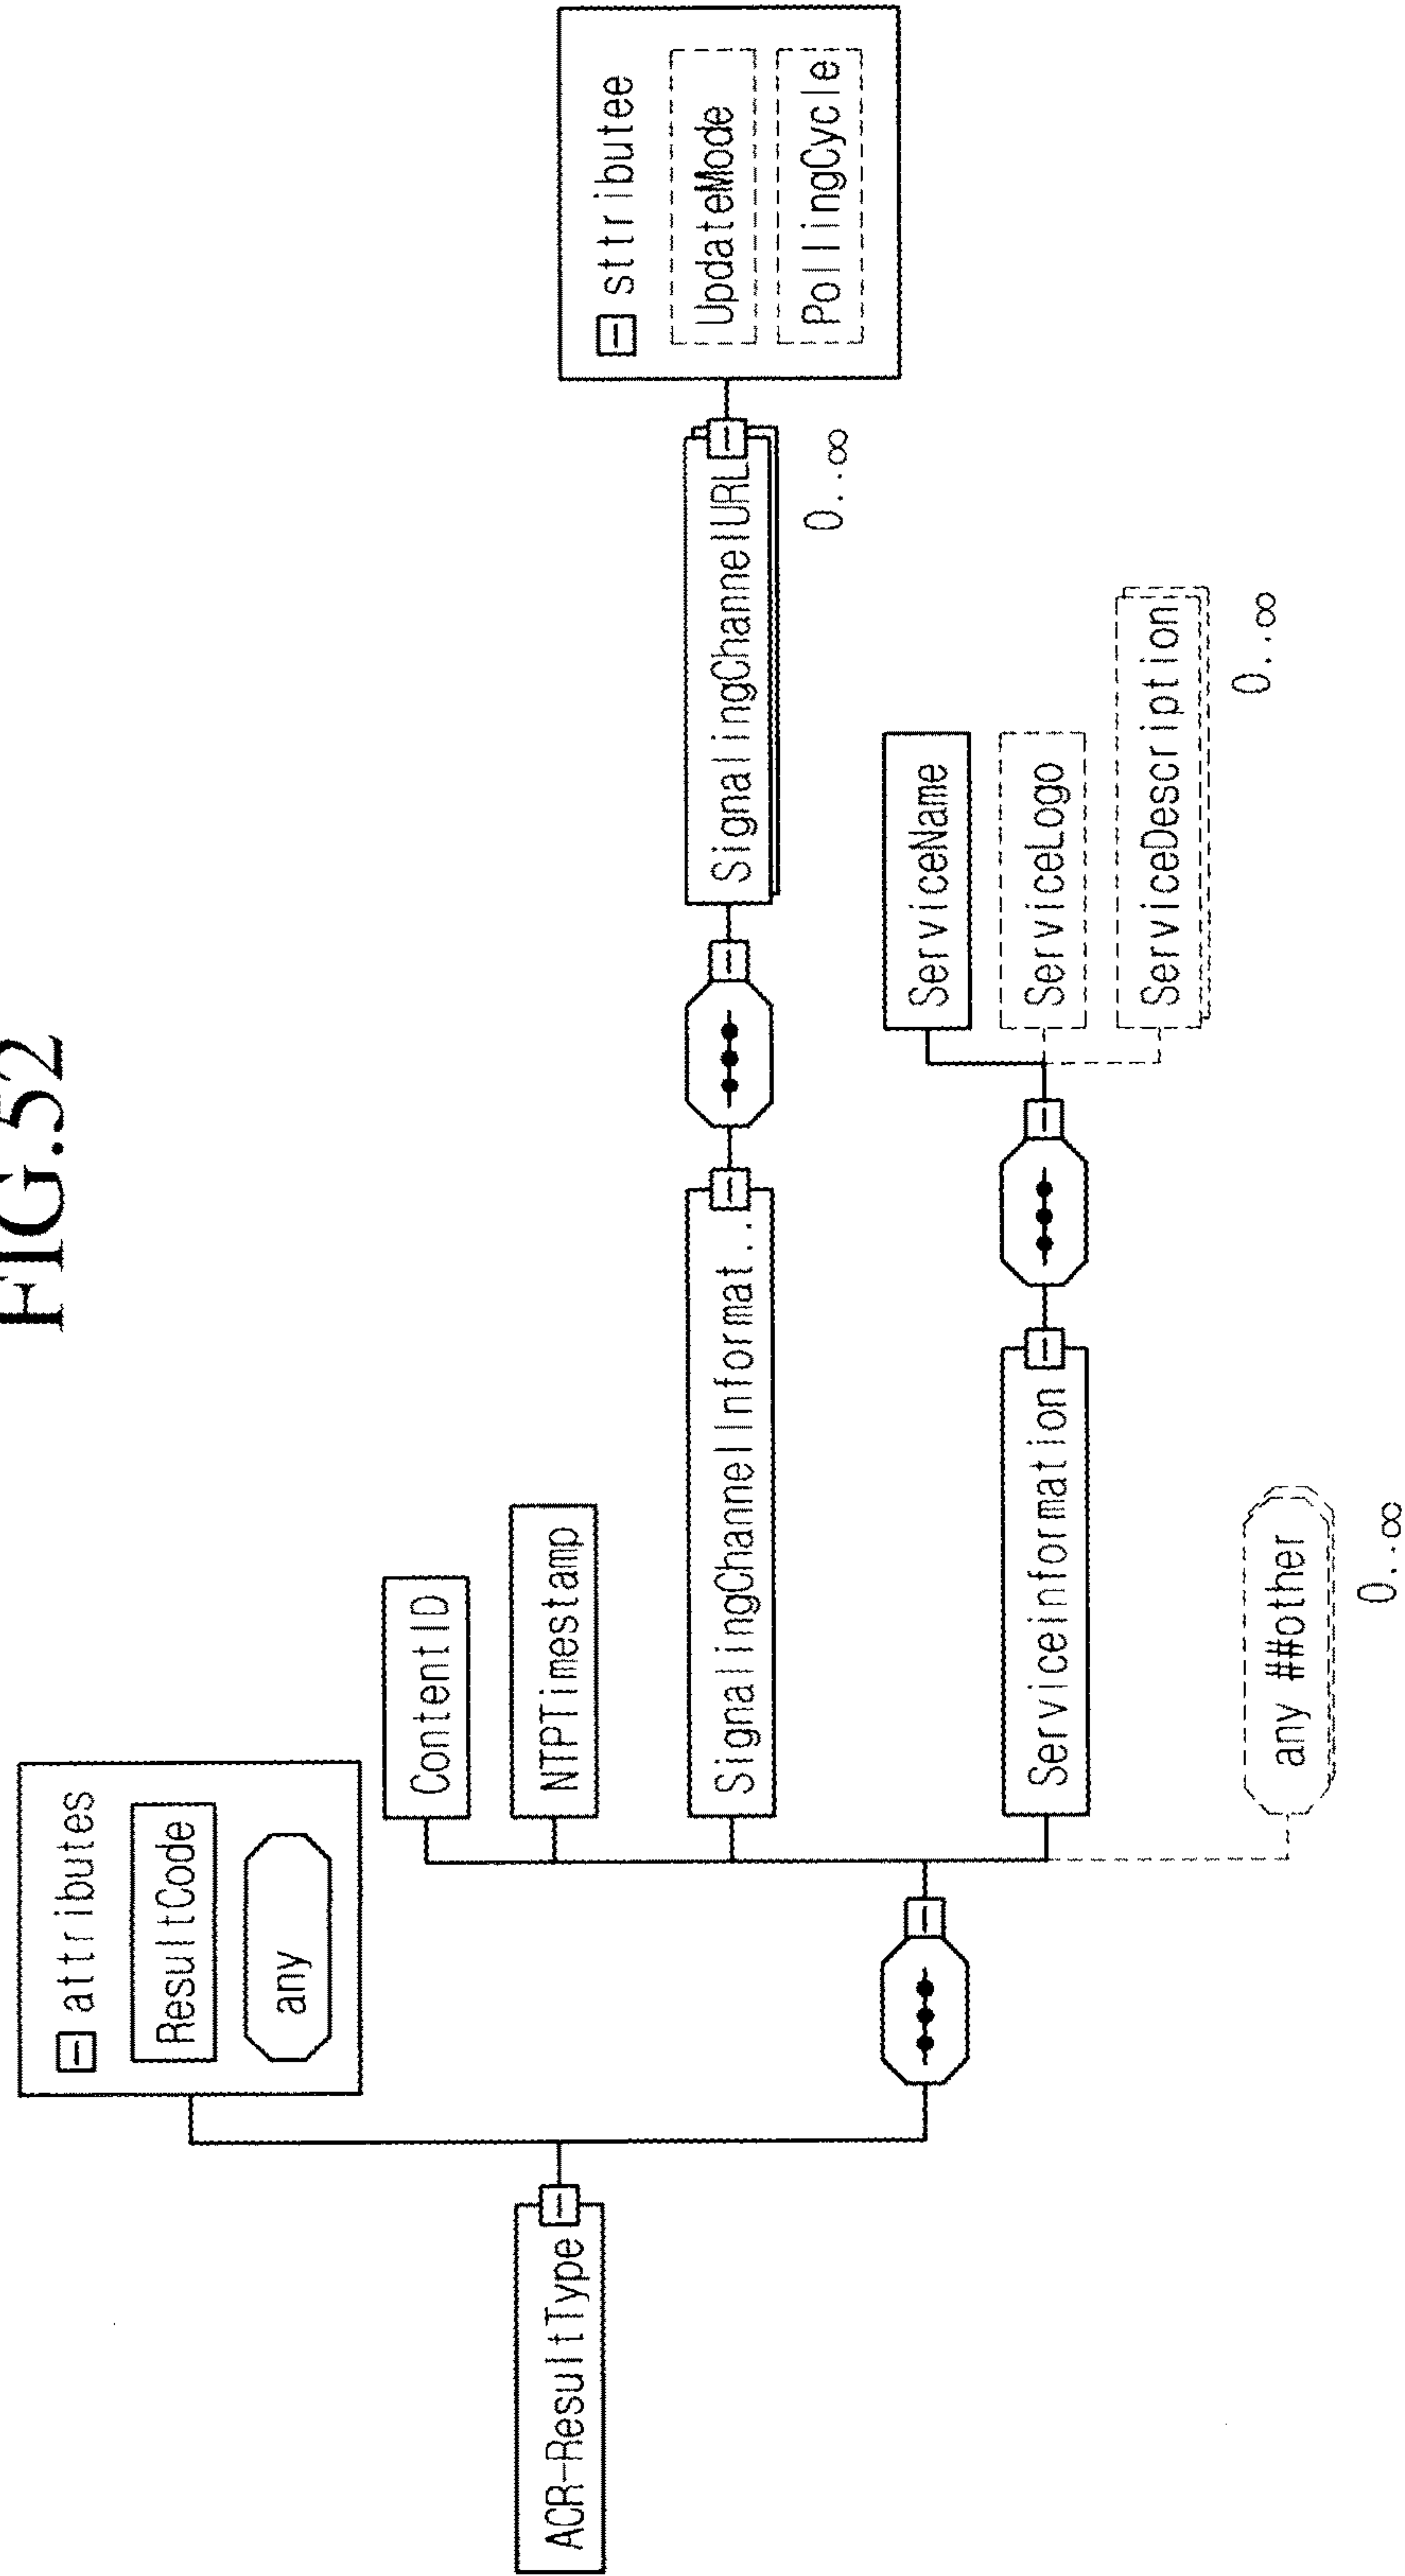 FIG.52
attributes
ResultCode
any
ACR-ResultType
ContentID
NTPTimestamp
SignalingChannelInformat..
SignalingChannelURL
0..∞
sttributee
UpdateMode
PollingCycle
Serviceinformation
ServiceName
ServiceLogo
ServiceDescription
0..∞
any ##other
0..∞